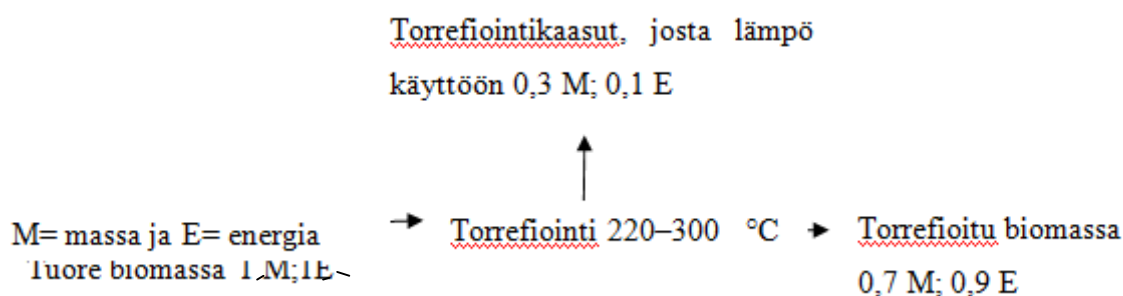 Torrefiointikaasut, josta lämpö
käyttöön 0,3 M; 0,1 E
M= massa ja E= energia
Tuore biomassa 1 M;1E
Torrefiointi 220–300 °C
Torrefioitu biomassa
0,7 M; 0,9 E